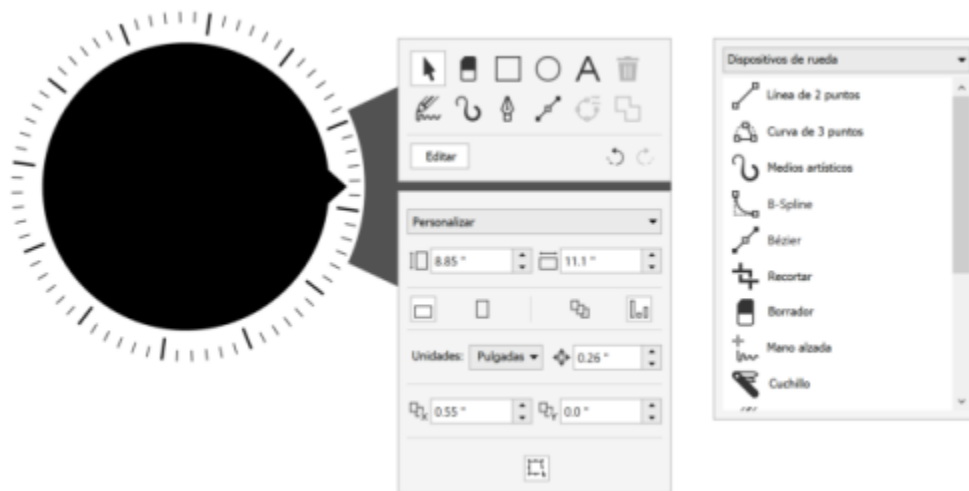 A
Editar
Personalizar
8.85 "
11.1 "
Unidades:
Pulgadas
0.26 "
X
0.55 "
Y
0.0 "
Dispositivos de rueda
Línea de 2 puntos
Curva de 3 puntos
Medios artísticos
B-Spline
Bézier
Recortar
Borrador
Mano alzada
Cuchillo